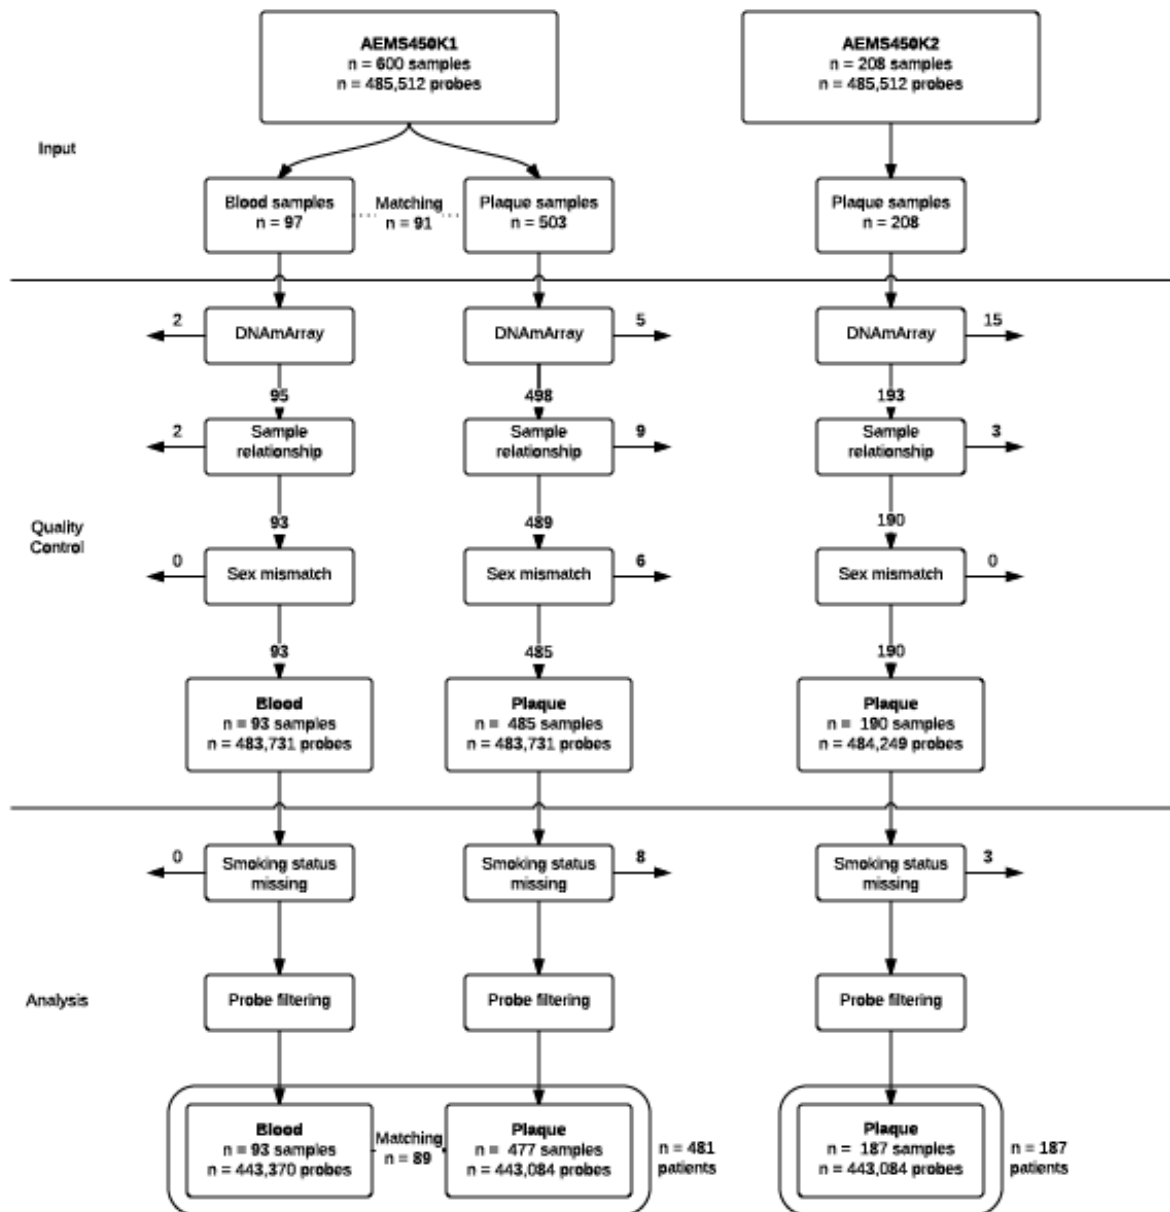 AEMS450K1
n = 600 samples
n = 485,512 probes
AEMS450K2
n = 208 samples
n = 485,512 probes
Input
Blood samples
n = 97
Matching
n = 91
Plaque samples
n = 503
Plaque samples
n = 208
2
DNAmArray
DNAmArray
5
DNAmArray
15
95
498
193
2
Sample
relationship
Sample
relationship
9
Sample
relationship
3
93
489
190
Quality
Control
0
Sex mismatch
Sex mismatch
6
Sex mismatch
0
93
485
190
Blood
n = 93 samples
n = 483,731 probes
Plaque
n = 485 samples
n = 483,731 probes
Plaque
n = 190 samples
n = 484,249 probes
0
Smoking status
missing
Smoking status
missing
8
Smoking status
missing
3
Analysis
Probe filtering
Probe filtering
Probe filtering
Blood
n = 93 samples
n = 443,370 probes
Matching
n = 89
Plaque
n = 477 samples
n = 443,084 probes
n = 481
patients
Plaque
n = 187 samples
n = 443,084 probes
n = 187
patients